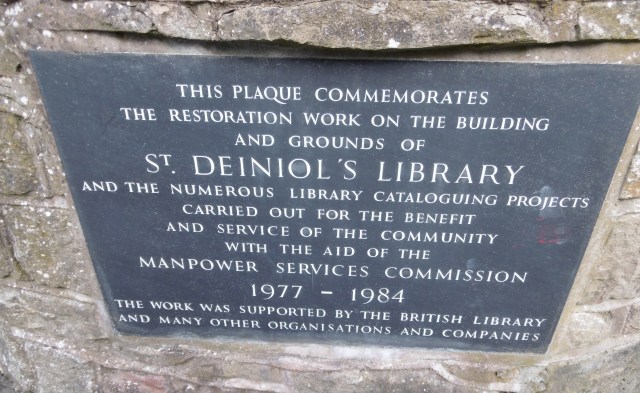 THIS PLAQUE COMMEMORATES
THE RESTORATION WORK ON THE BUILDING
AND GROUNDS OF
ST. DEINIOL'S LIBRARY
AND THE NUMEROUS LIBRARY CATALOGUING PROJECTS
CARRIED OUT FOR THE BENEFIT
AND SERVICE OF THE COMMUNITY
WITH THE AID OF THE
MANPOWER SERVICES COMMISSION
1977 - 1984
THE WORK WAS SUPPORTED BY THE BRITISH LIBRARY
AND MANY OTHER ORGANISATIONS AND COMPANIES